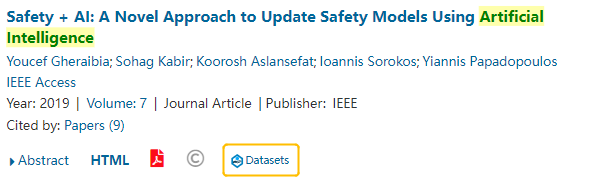 Safety + AI: A Novel Approach to Update Safety Models Using Artificial
Intelligence
Youcef Gheraibia; Sohag Kabir; Koorosh Aslansefat; Ioannis Sorokos; Yiannis Papadopoulos
IEEE Access
Year: 2019 | Volume: 7 | Journal Article | Publisher: IEEE
Cited by: Papers (9)
Abstract HTML © Datasets